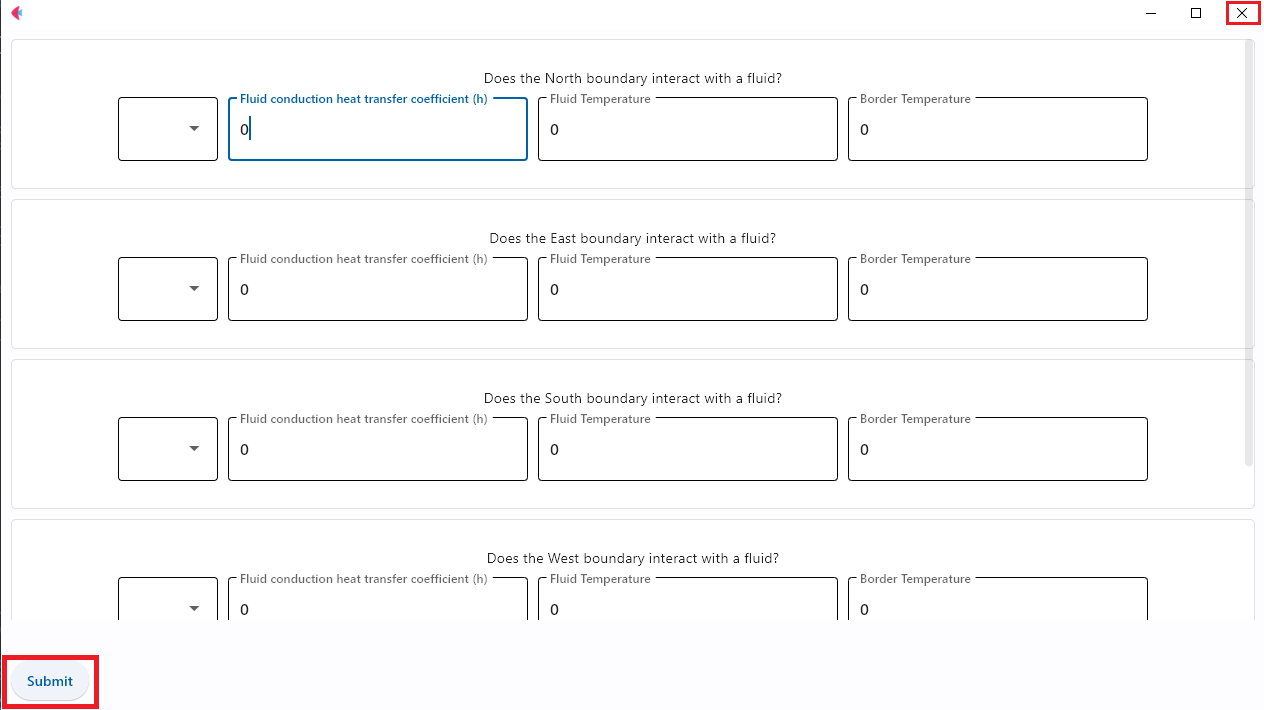 Does the North boundary interact with a fluid?
Fluid conduction heat transfer coefficient (h) Fluid Temperature Border Temperature
0 0 0
Does the East boundary interact with a fluid?
Fluid conduction heat transfer coefficient (h) Fluid Temperature Border Temperature
0 0 0
Does the South boundary interact with a fluid?
Fluid conduction heat transfer coefficient (h) Fluid Temperature Border Temperature
0 0 0
Does the West boundary interact with a fluid?
Fluid conduction heat transfer coefficient (h) Fluid Temperature Border Temperature
0 0 0
Submit